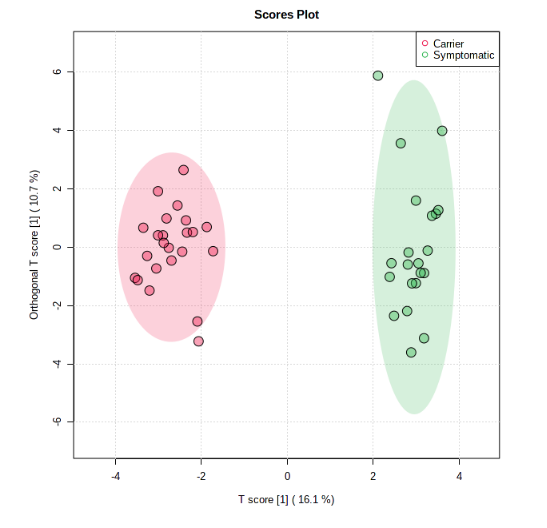 Scores Plot
Carrier
Symptomatic
6
4
2
0
-2
-4
-6
Orthogonal T score [1] ( 10.7 %)
-4
-2
0
2
4
T score [1] ( 16.1 %)